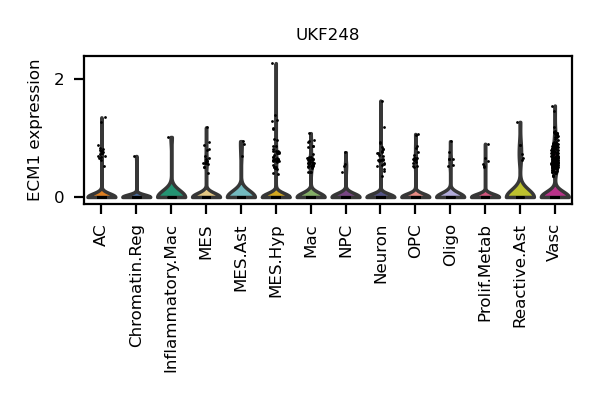 UKF248
ECM1 expression
2
0
AC
Chromatin.Reg
Inflammatory.Mac
MES
MES.Ast
MES.Hyp
Mac
NPC
Neuron
OPC
Oligo
Prolif.Metab
Reactive.Ast
Vasc